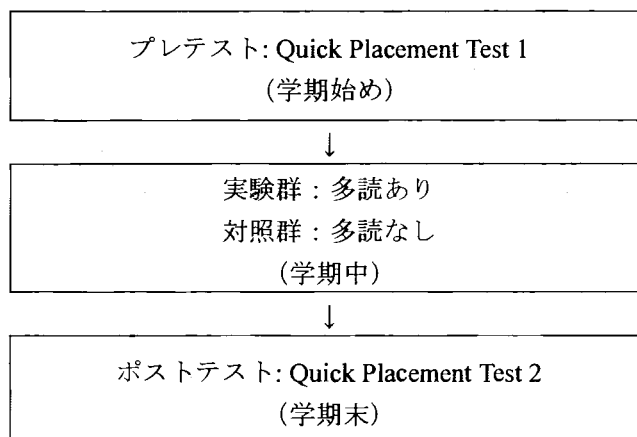 プレテスト: Quick Placement Test 1
(学期始め)
↓
実験群：多読あり
対照群：多読なし
(学期中)
↓
ポストテスト: Quick Placement Test 2
(学期末)